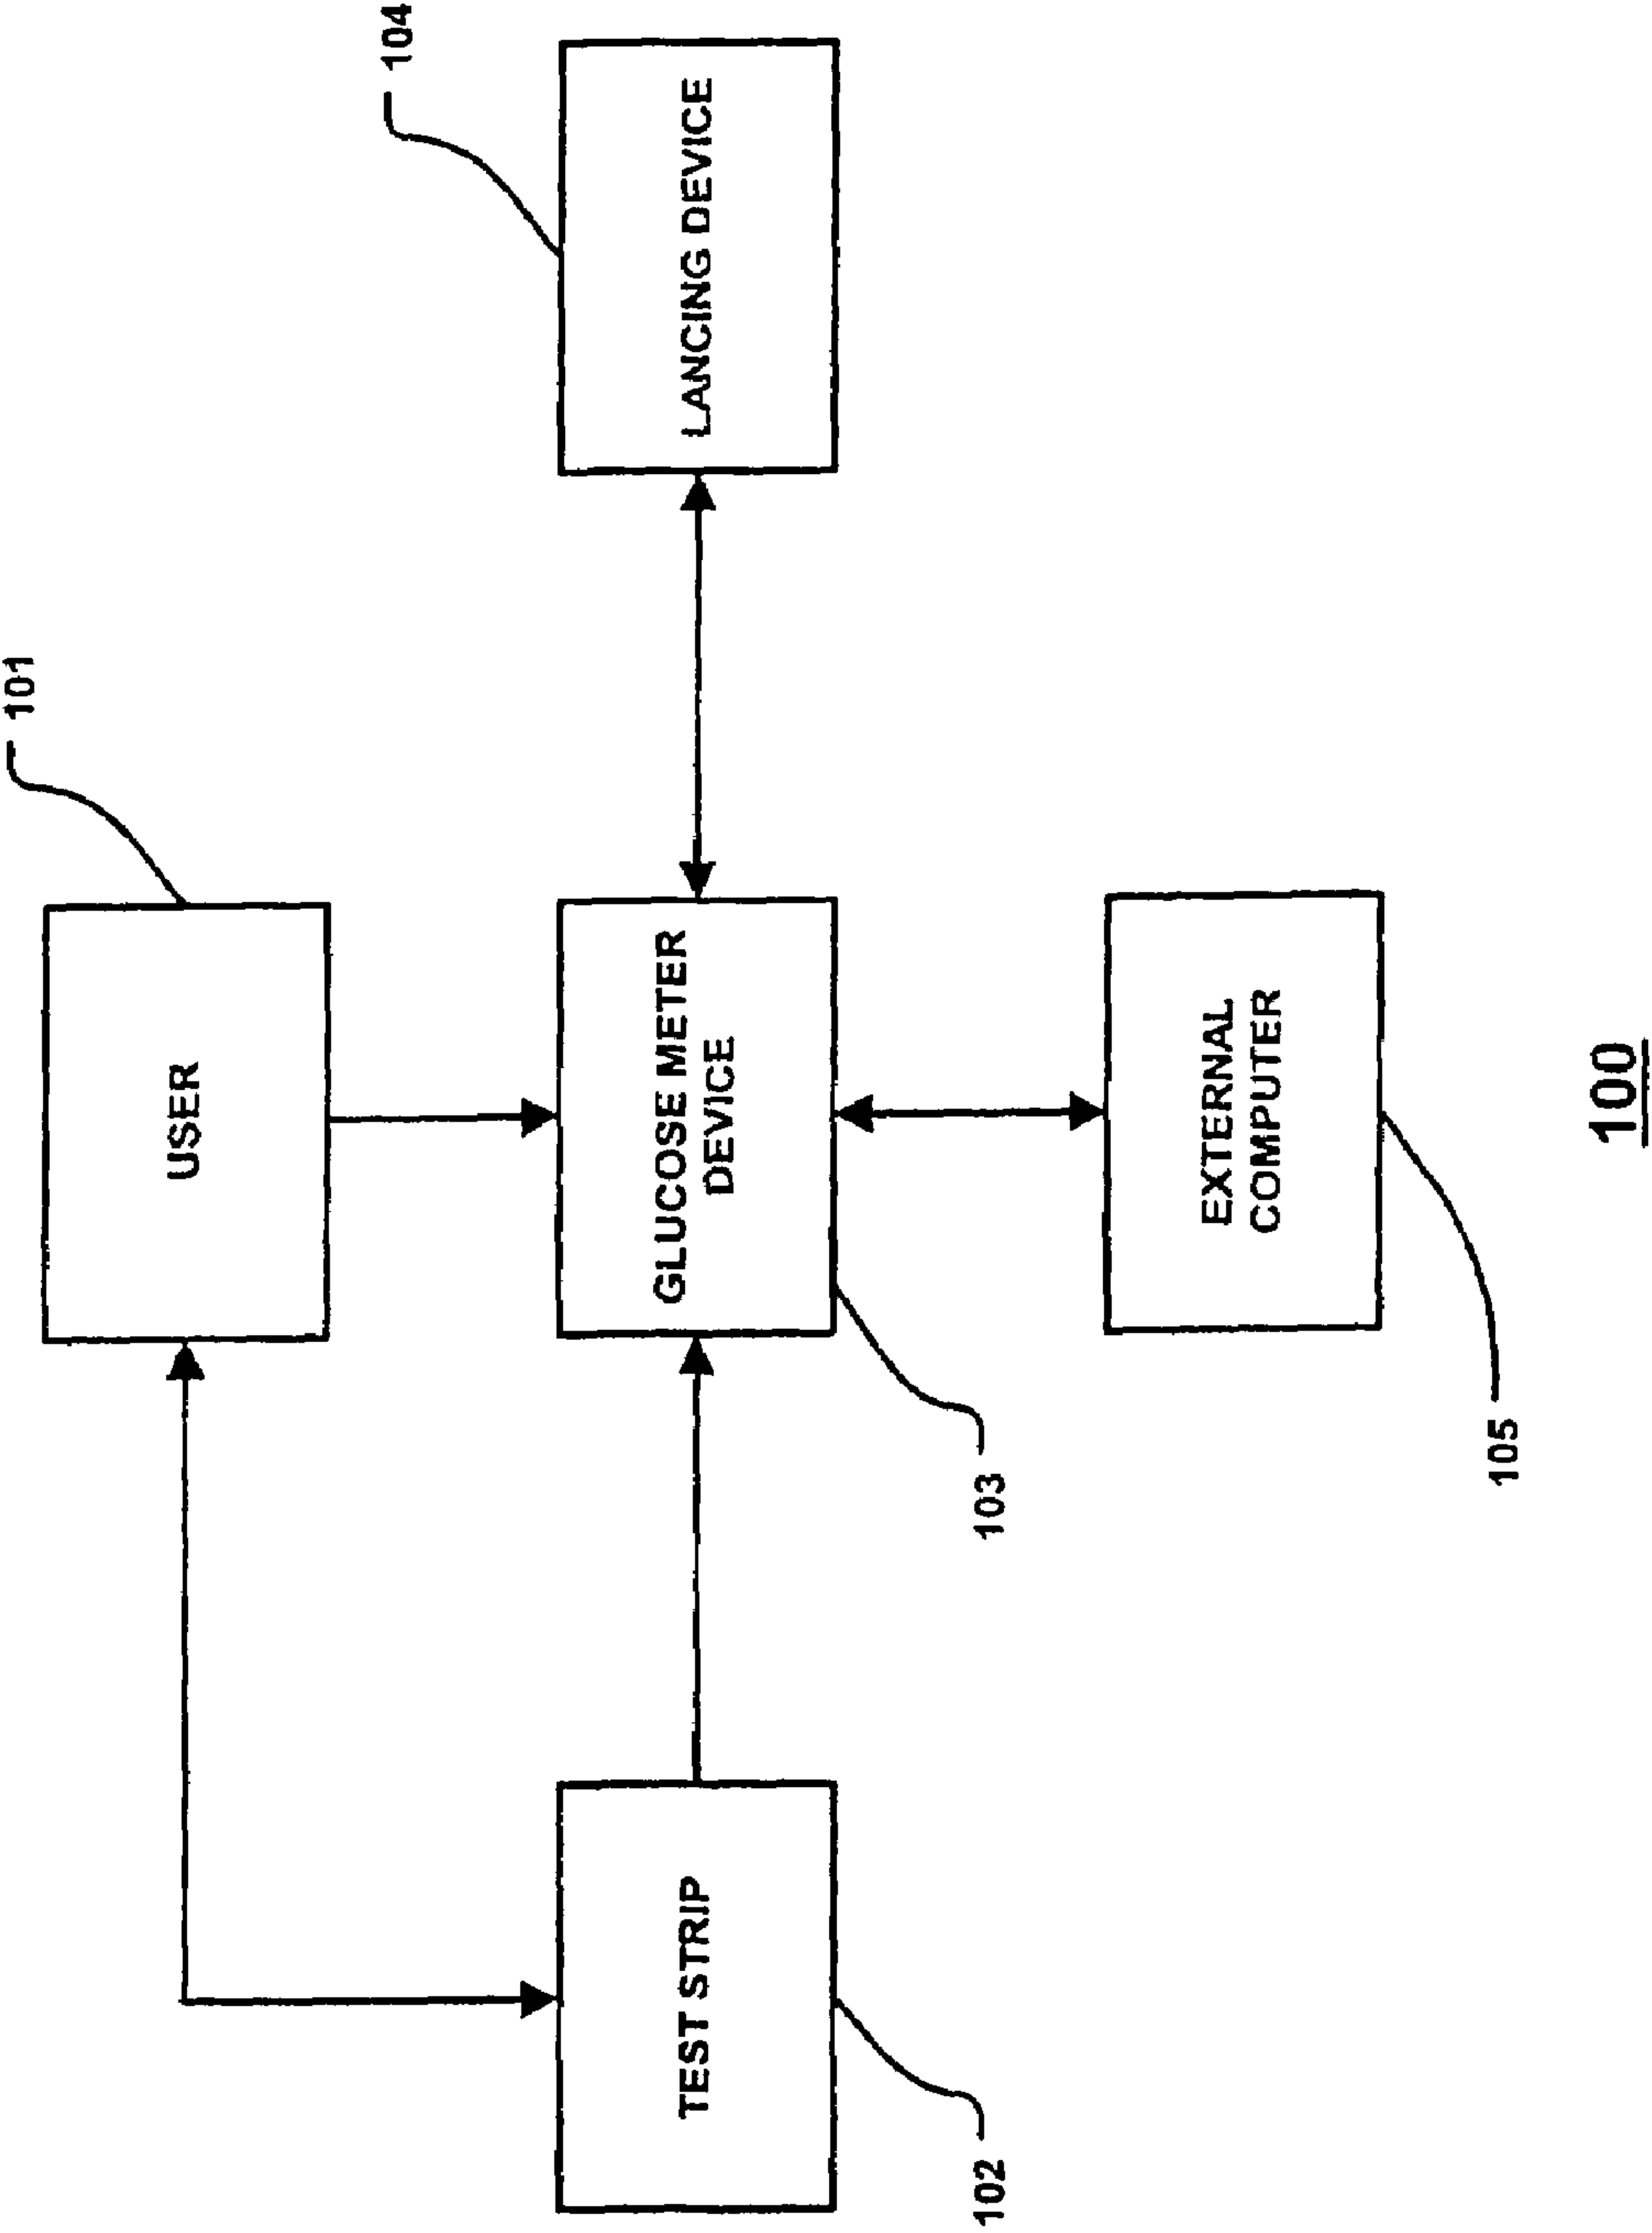 101
USER
104
TEST STRIP
GLUCOSE METER
DEVICE
LANCING DEVICE
102
103
EXTERNAL
COMPUTER
105
100